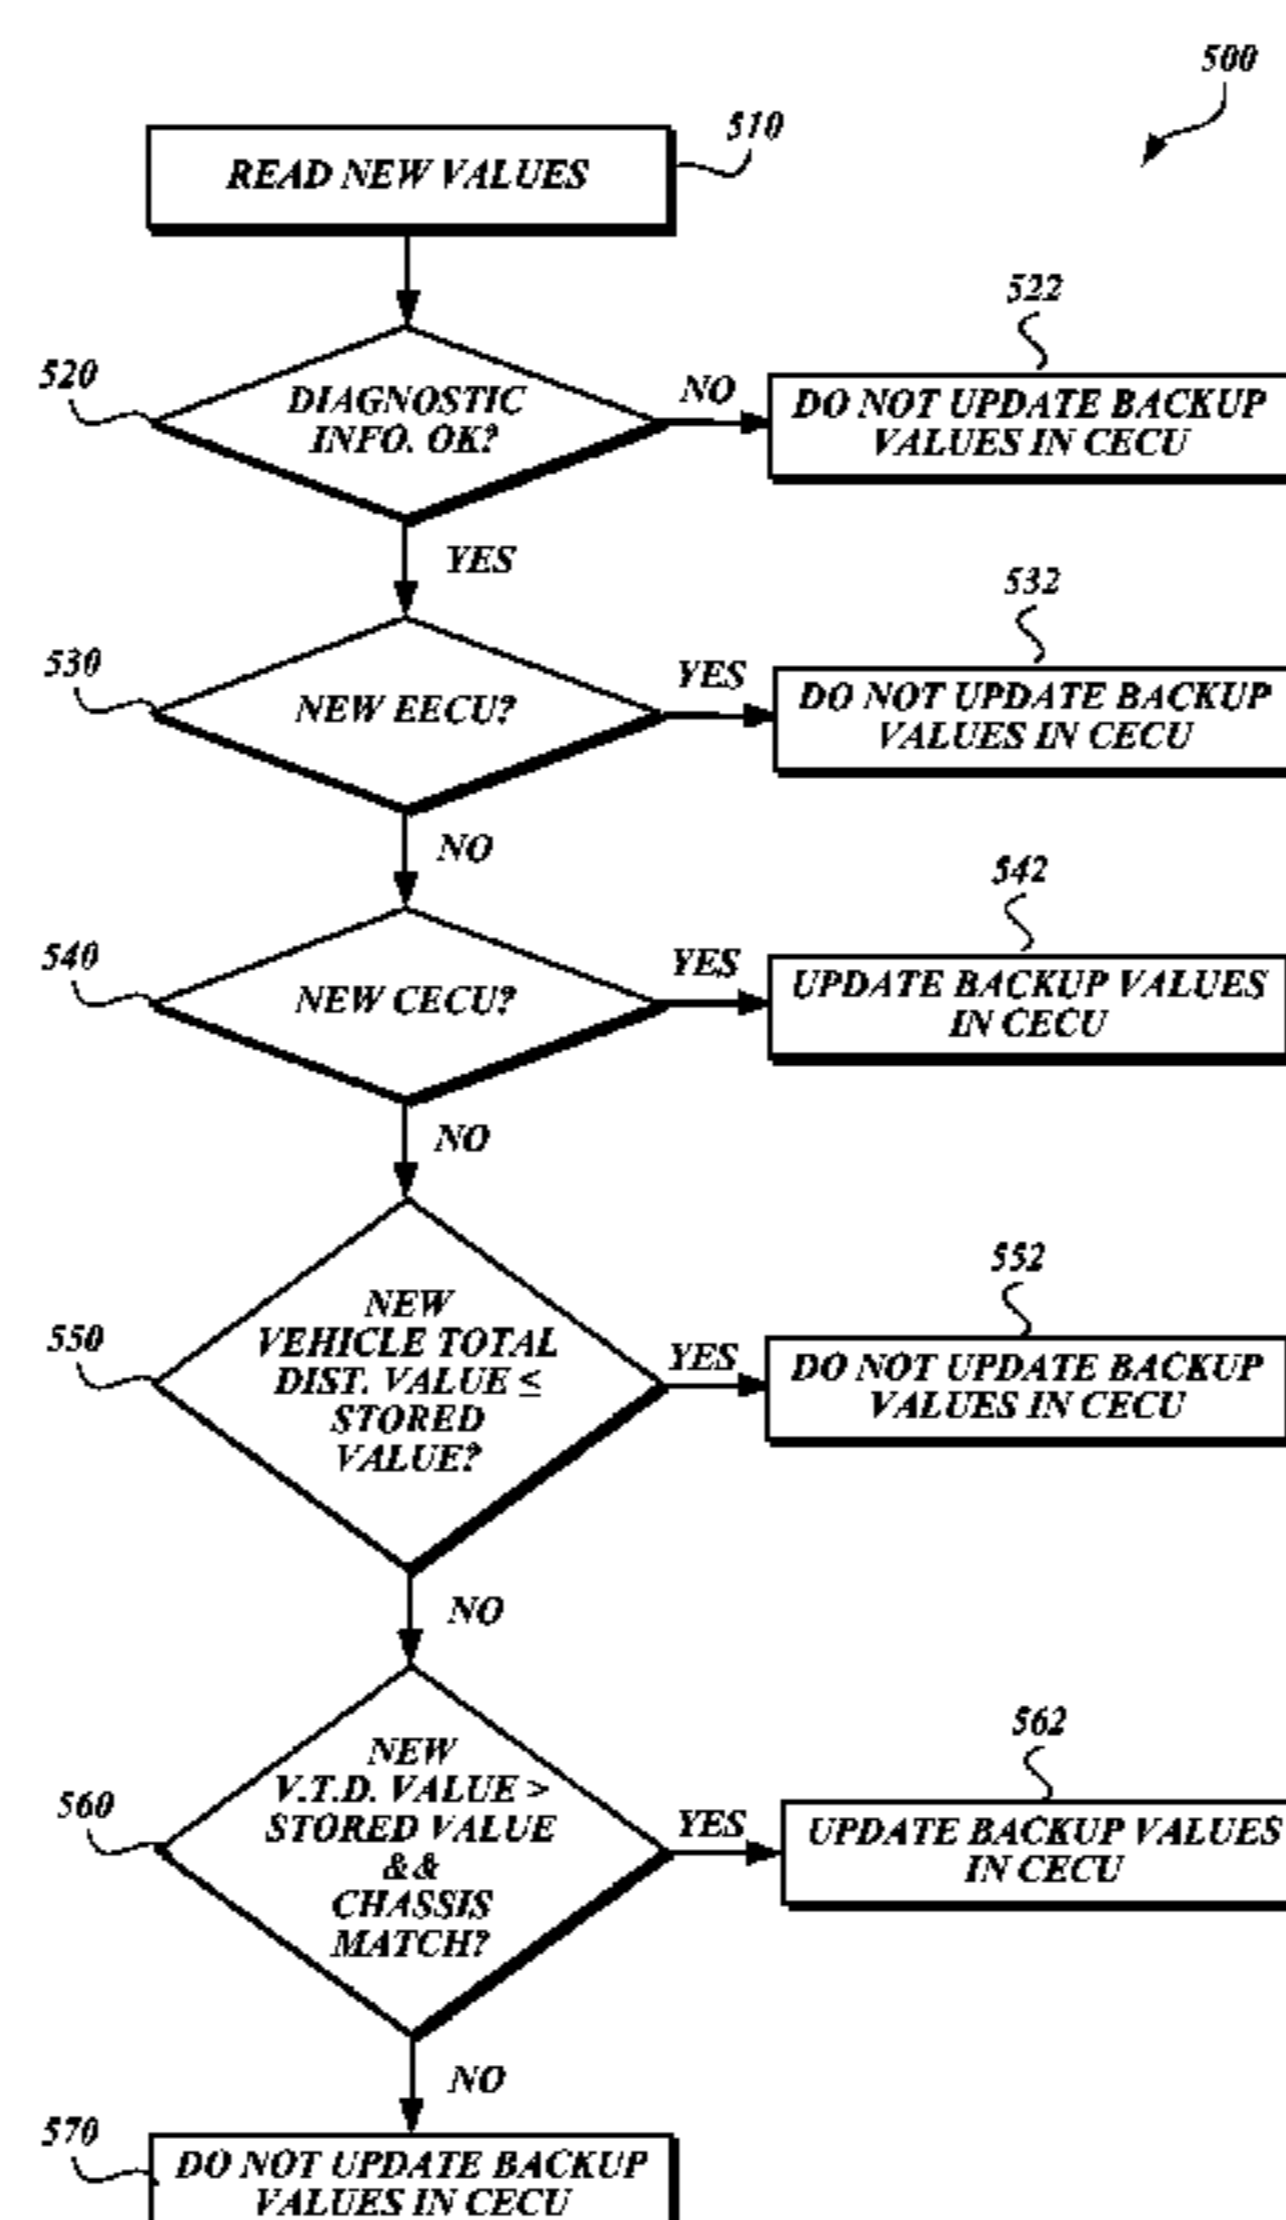 500
510
READ NEW VALUES
522
520
DIAGNOSTIC
INFO. OK?
NO
DO NOT UPDATE BACKUP
VALUES IN CECU
YES
532
530
NEW EECU?
YES
DO NOT UPDATE BACKUP
VALUES IN CECU
NO
542
540
NEW CECU?
YES
UPDATE BACKUP VALUES
IN CECU
NO
552
550
NEW
VEHICLE TOTAL
DIST. VALUE ≤
STORED
VALUE?
YES
DO NOT UPDATE BACKUP
VALUES IN CECU
NO
562
560
NEW
V.T.D. VALUE >
STORED VALUE
&&
CHASSIS
MATCH?
YES
UPDATE BACKUP VALUES
IN CECU
NO
570
DO NOT UPDATE BACKUP
VALUES IN CECU